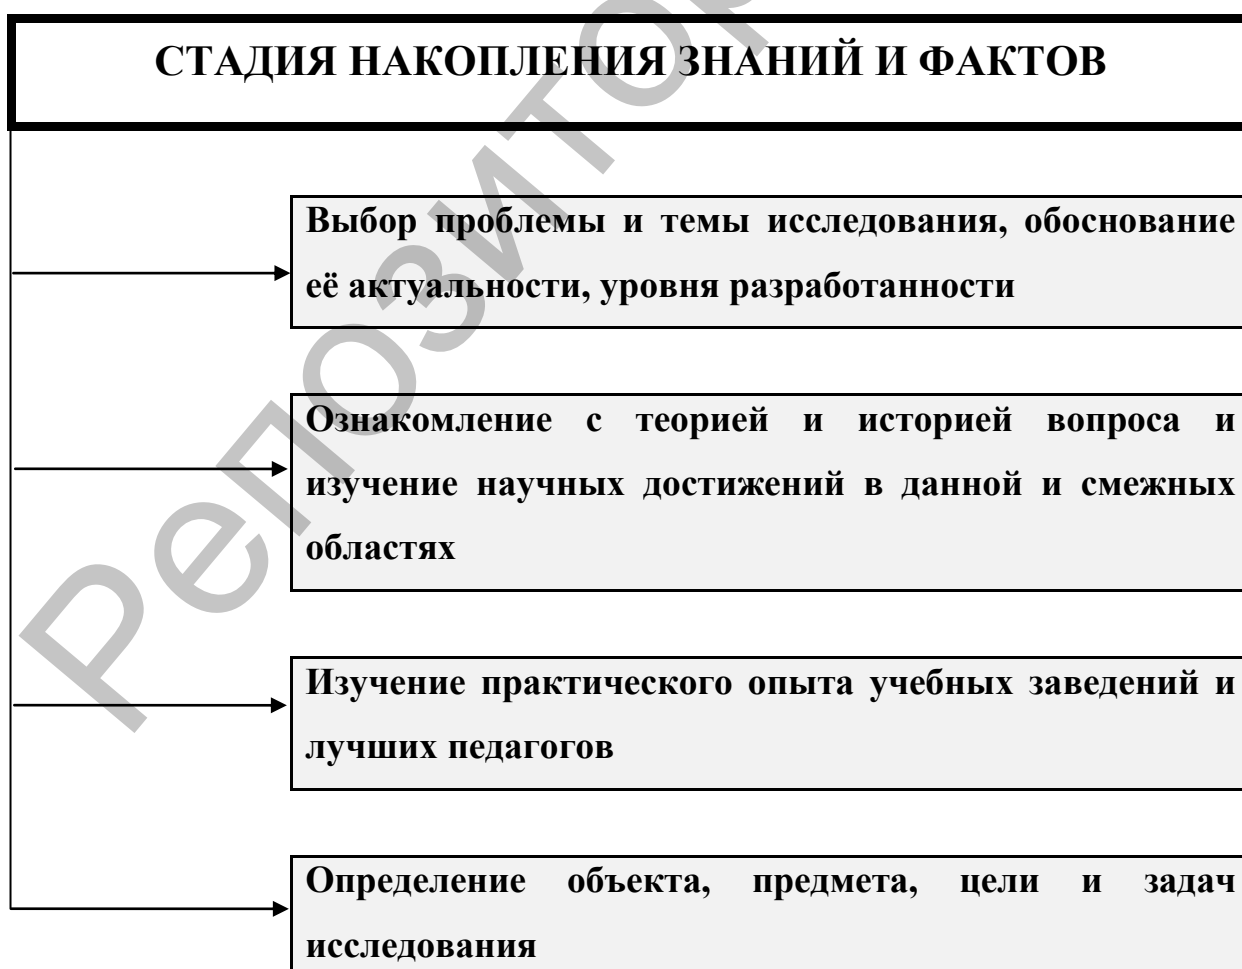 СТАДИЯ НАКОПЛЕНИЯ ЗНАНИЙ И ФАКТОВ
Выбор проблемы и темы исследования, обоснование
её актуальности, уровня разработанности
Ознакомление с теорией и историей вопроса и
изучение научных достижений в данной и смежных
областях
Изучение практического опыта учебных заведений и
лучших педагогов
Определение объекта, предмета, цели и задач
исследования